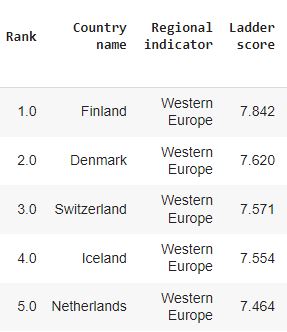 Rank Country name Regional indicator Ladder score
1.0 Finland Western Europe 7.842
2.0 Denmark Western Europe 7.620
3.0 Switzerland Western Europe 7.571
4.0 Iceland Western Europe 7.554
5.0 Netherlands Western Europe 7.464